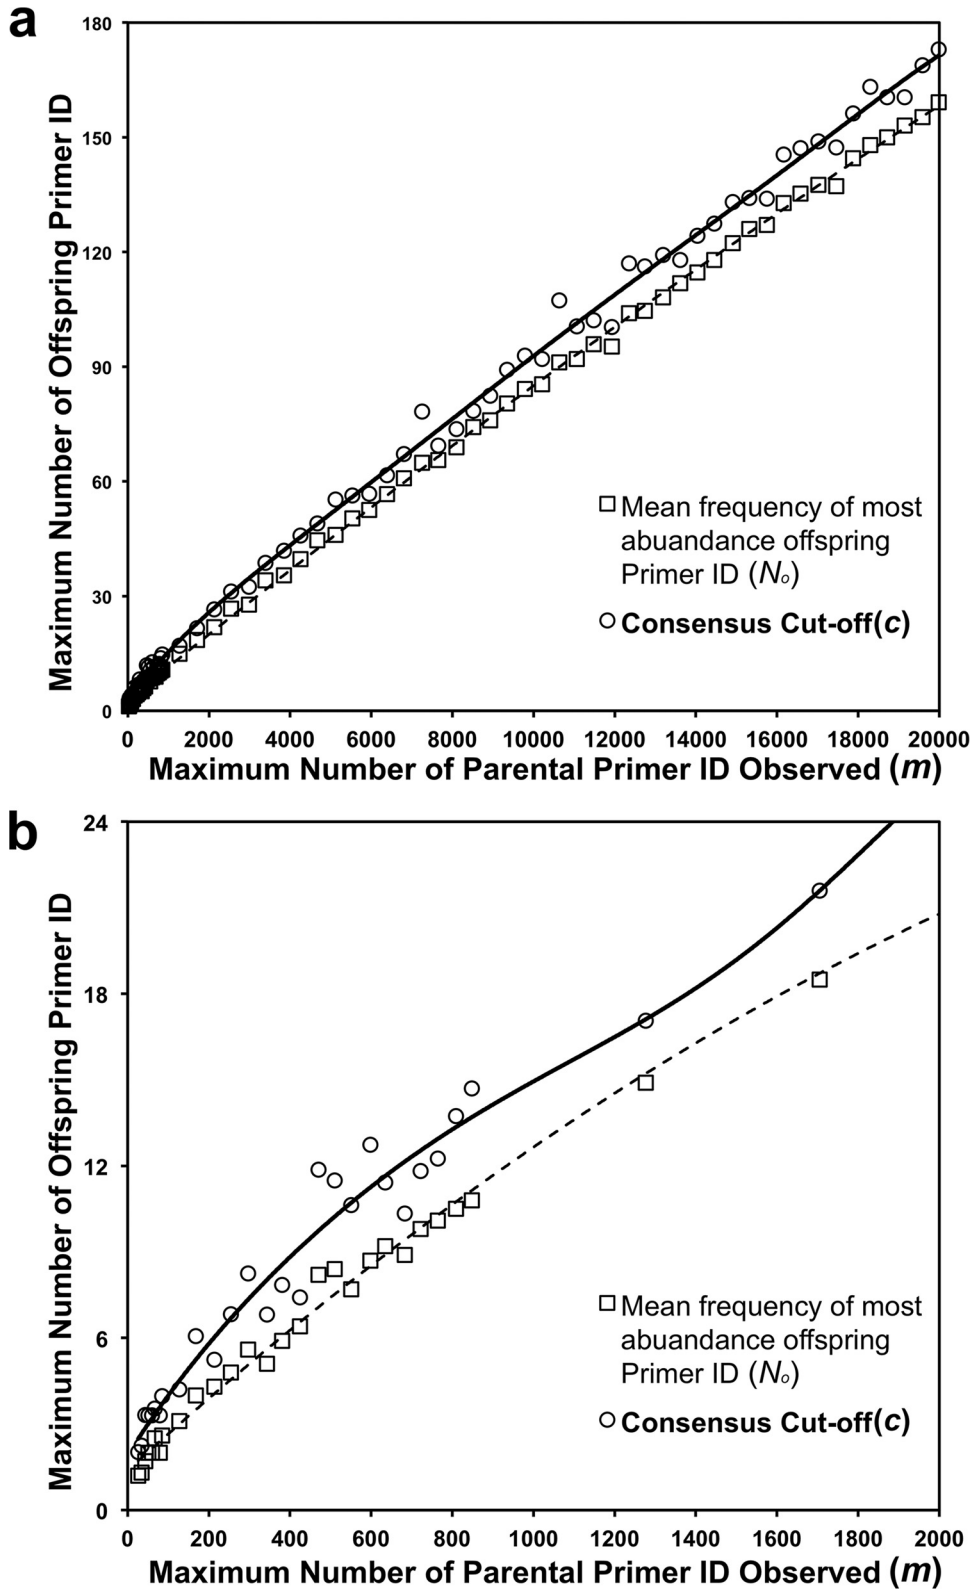 a
Maximum Number of Offspring Primer ID
180
150
120
90
60
30
0
Mean frequency of most
abuandance offspring
Primer ID (No)
Consensus Cut-off(c)
0 2000 4000 6000 8000 10000 12000 14000 16000 18000 20000
Maximum Number of Parental Primer ID Observed (m)
b
Maximum Number of Offspring Primer ID
24
18
12
6
0
Mean frequency of most
abuandance offspring
Primer ID (No)
Consensus Cut-off(c)
0 200 400 600 800 1000 1200 1400 1600 1800 2000
Maximum Number of Parental Primer ID Observed (m)